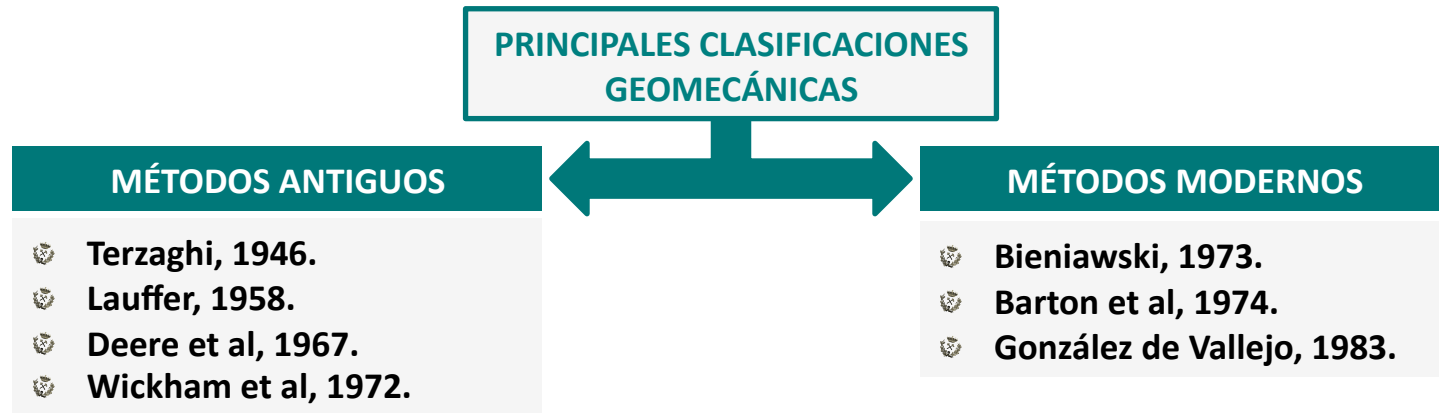 PRINCIPALES CLASIFICACIONES
GEOMECÁNICAS
MÉTODOS ANTIGUOS
Terzaghi, 1946.
Lauffer, 1958.
Deere et al, 1967.
Wickham et al, 1972.
MÉTODOS MODERNOS
Bieniawski, 1973.
Barton et al, 1974.
González de Vallejo, 1983.